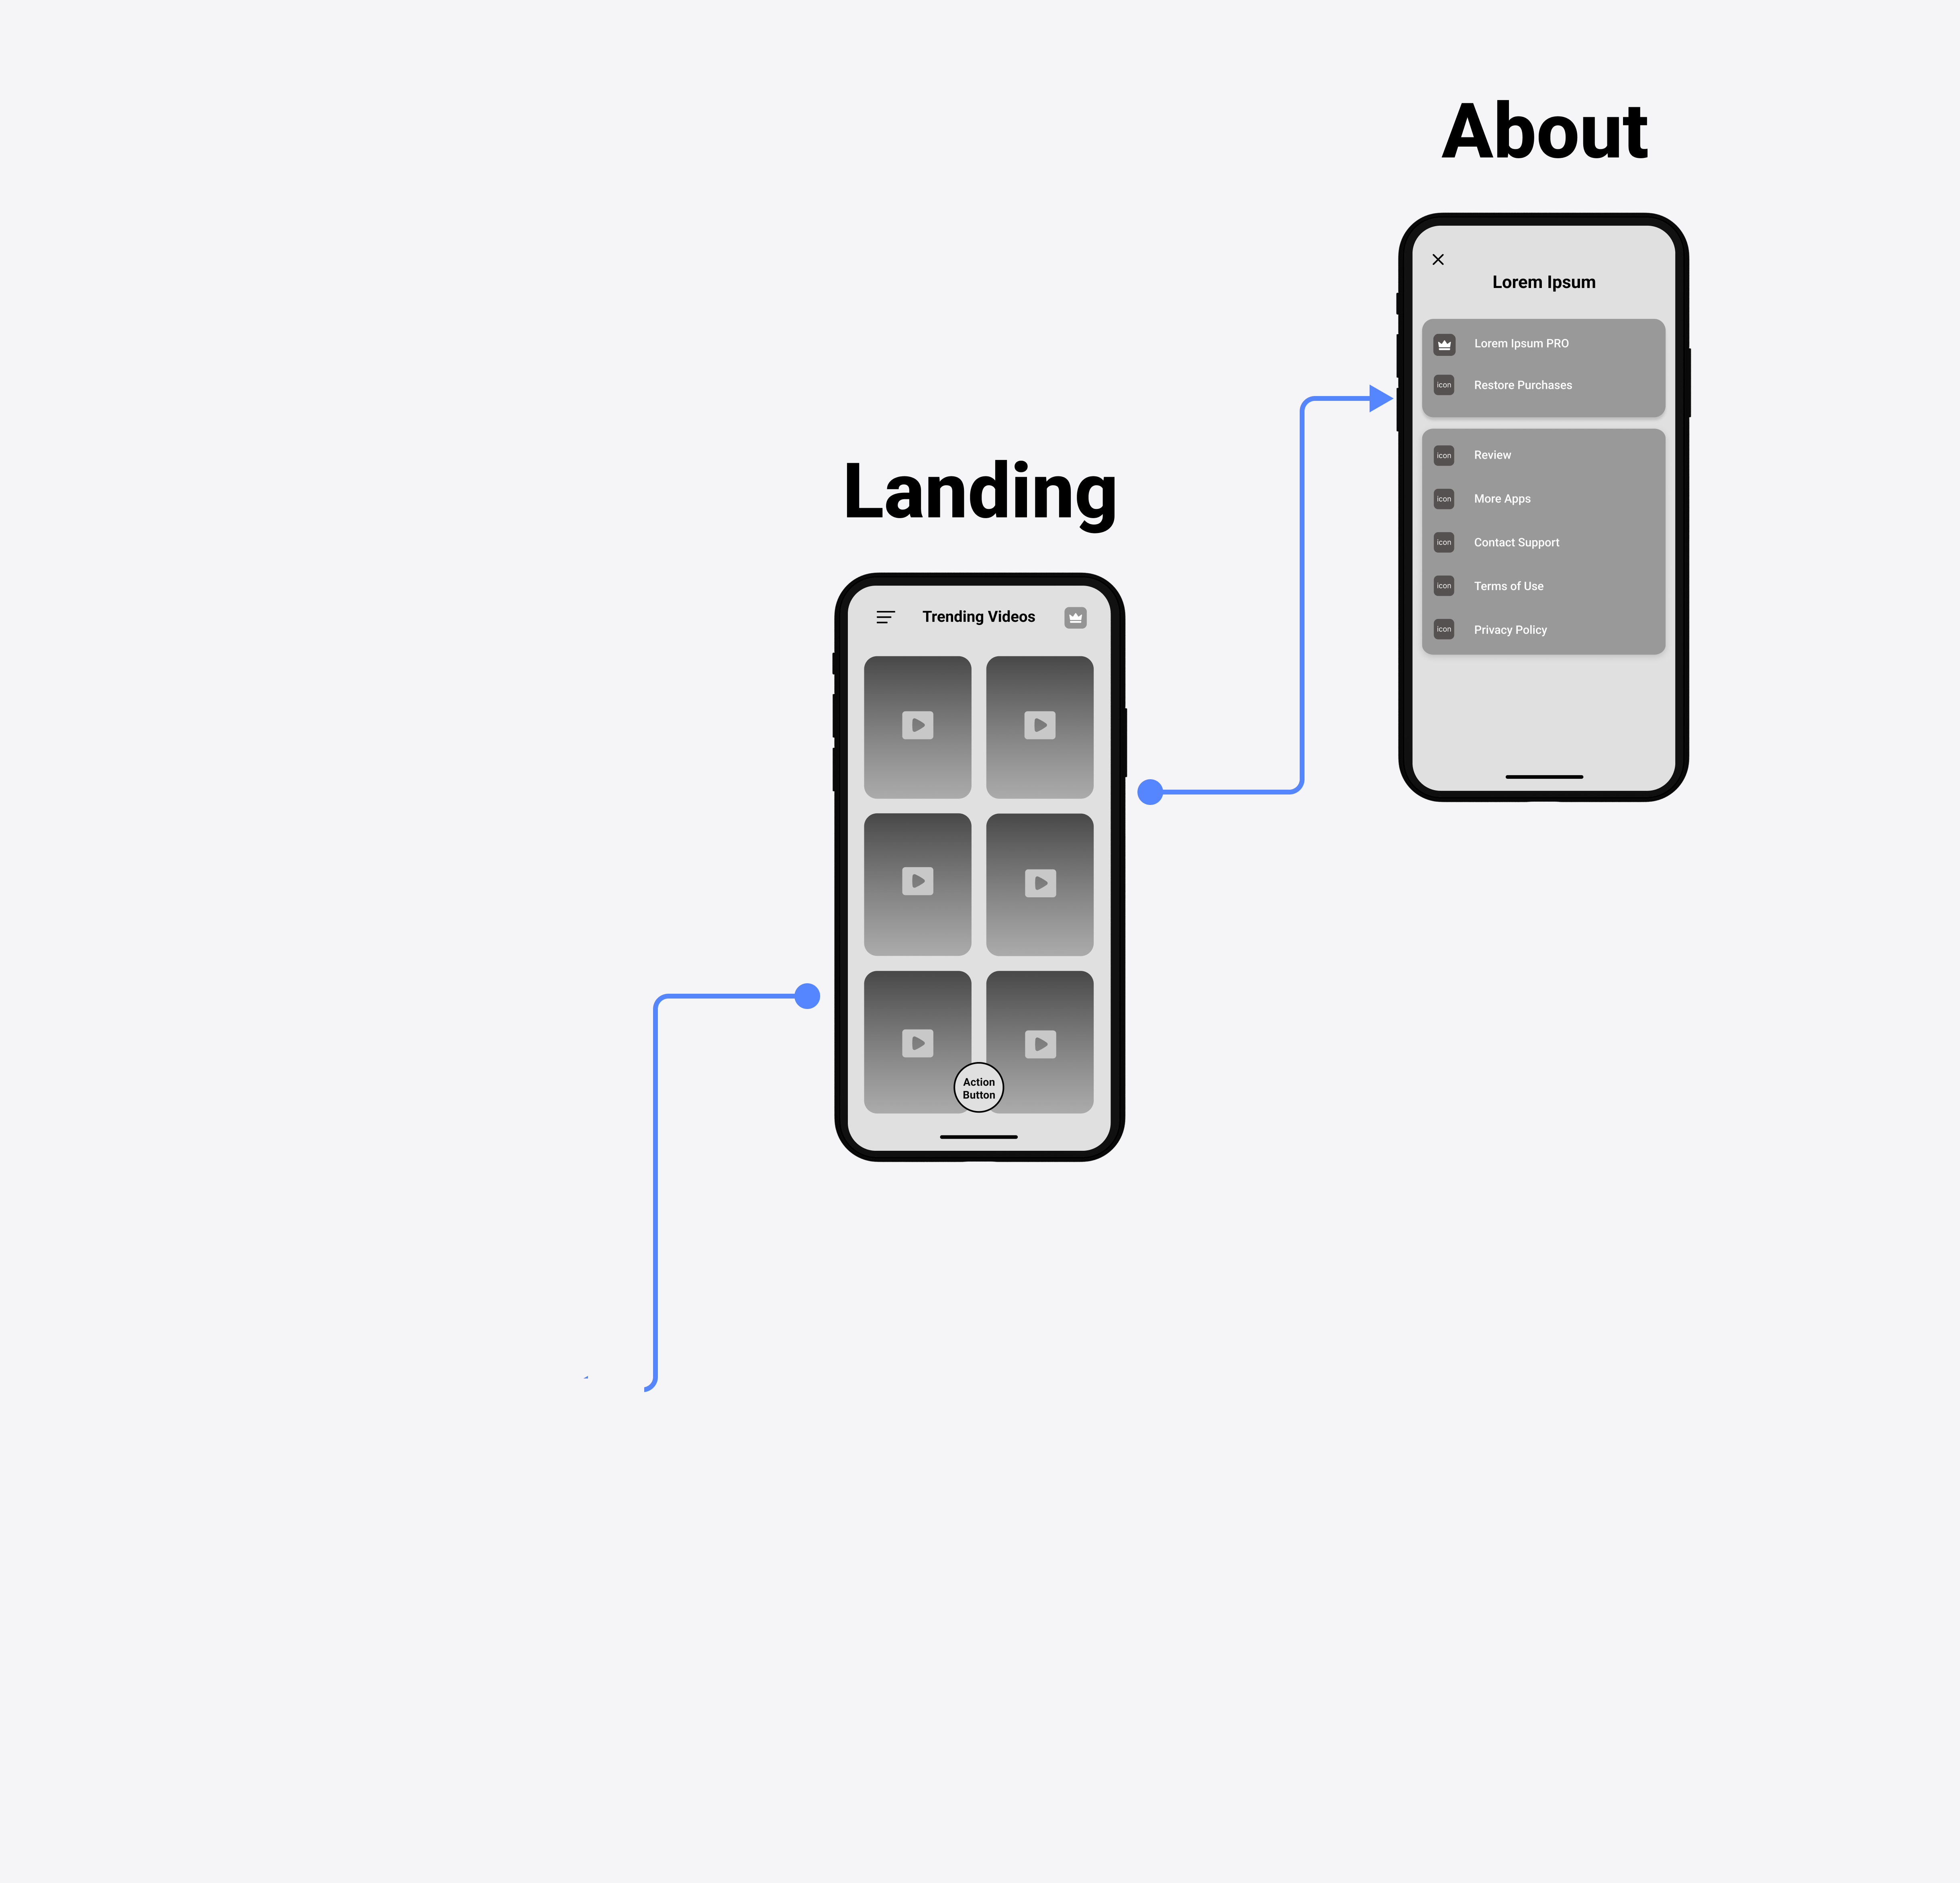 About
Lorem Ipsum
Lorem Ipsum PRO
icon Restore Purchases
icon Review
icon More Apps
icon Contact Support
icon Terms of Use
icon Privacy Policy
Landing
Trending Videos
Action
Button